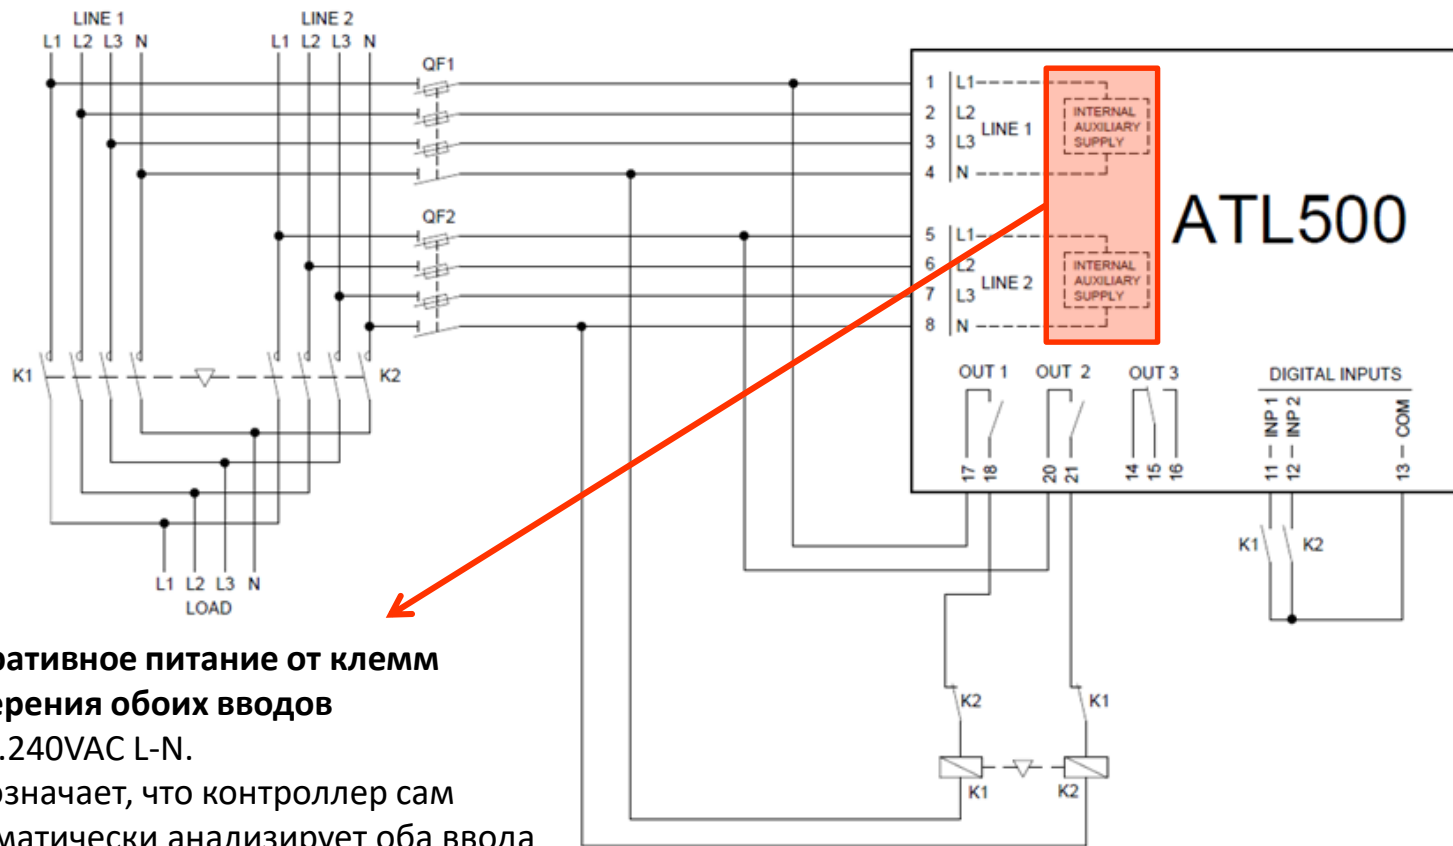 LINE 1 LINE 2
L1 L2 L3 N L1 L2 L3 N
QF1
1 L1
2 L2
LINE 1
3 L3
4 N
INTERNAL
AUXILIARY
SUPPLY
ATL500
QF2
5 L1
6 L2
LINE 2
7 L3
8 N
INTERNAL
AUXILIARY
SUPPLY
K1 K2
OUT 1 OUT 2 OUT 3 DIGITAL INPUTS
INP 1 INP 2 COM
17 18 20 21 14 15 16 11 12 13
K1 K2
L1 L2 L3 N
LOAD
ративное питание от клемм
ерения обоих вводов
.240VAC L-N.
означает, что контроллер сам
матически анализирует оба ввода
K2 K1
K1 K2